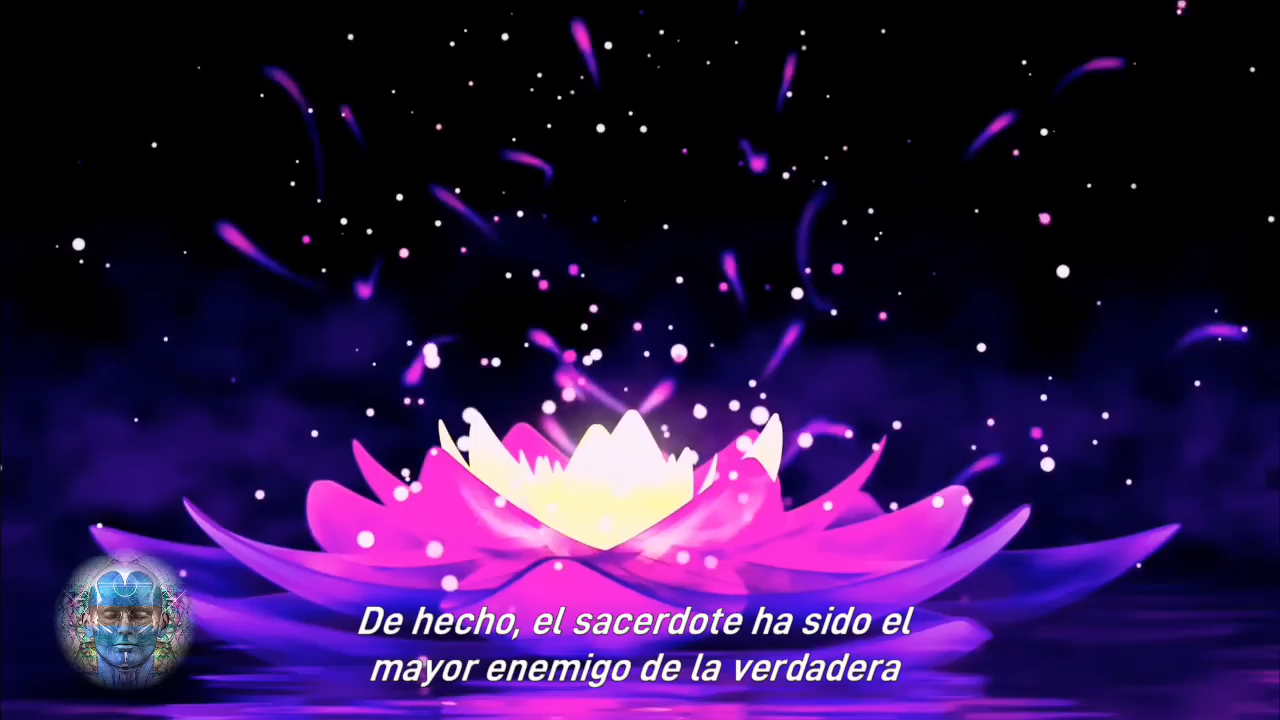 De hecho, el sacerdote ha sido el
mayor enemigo de la verdadera